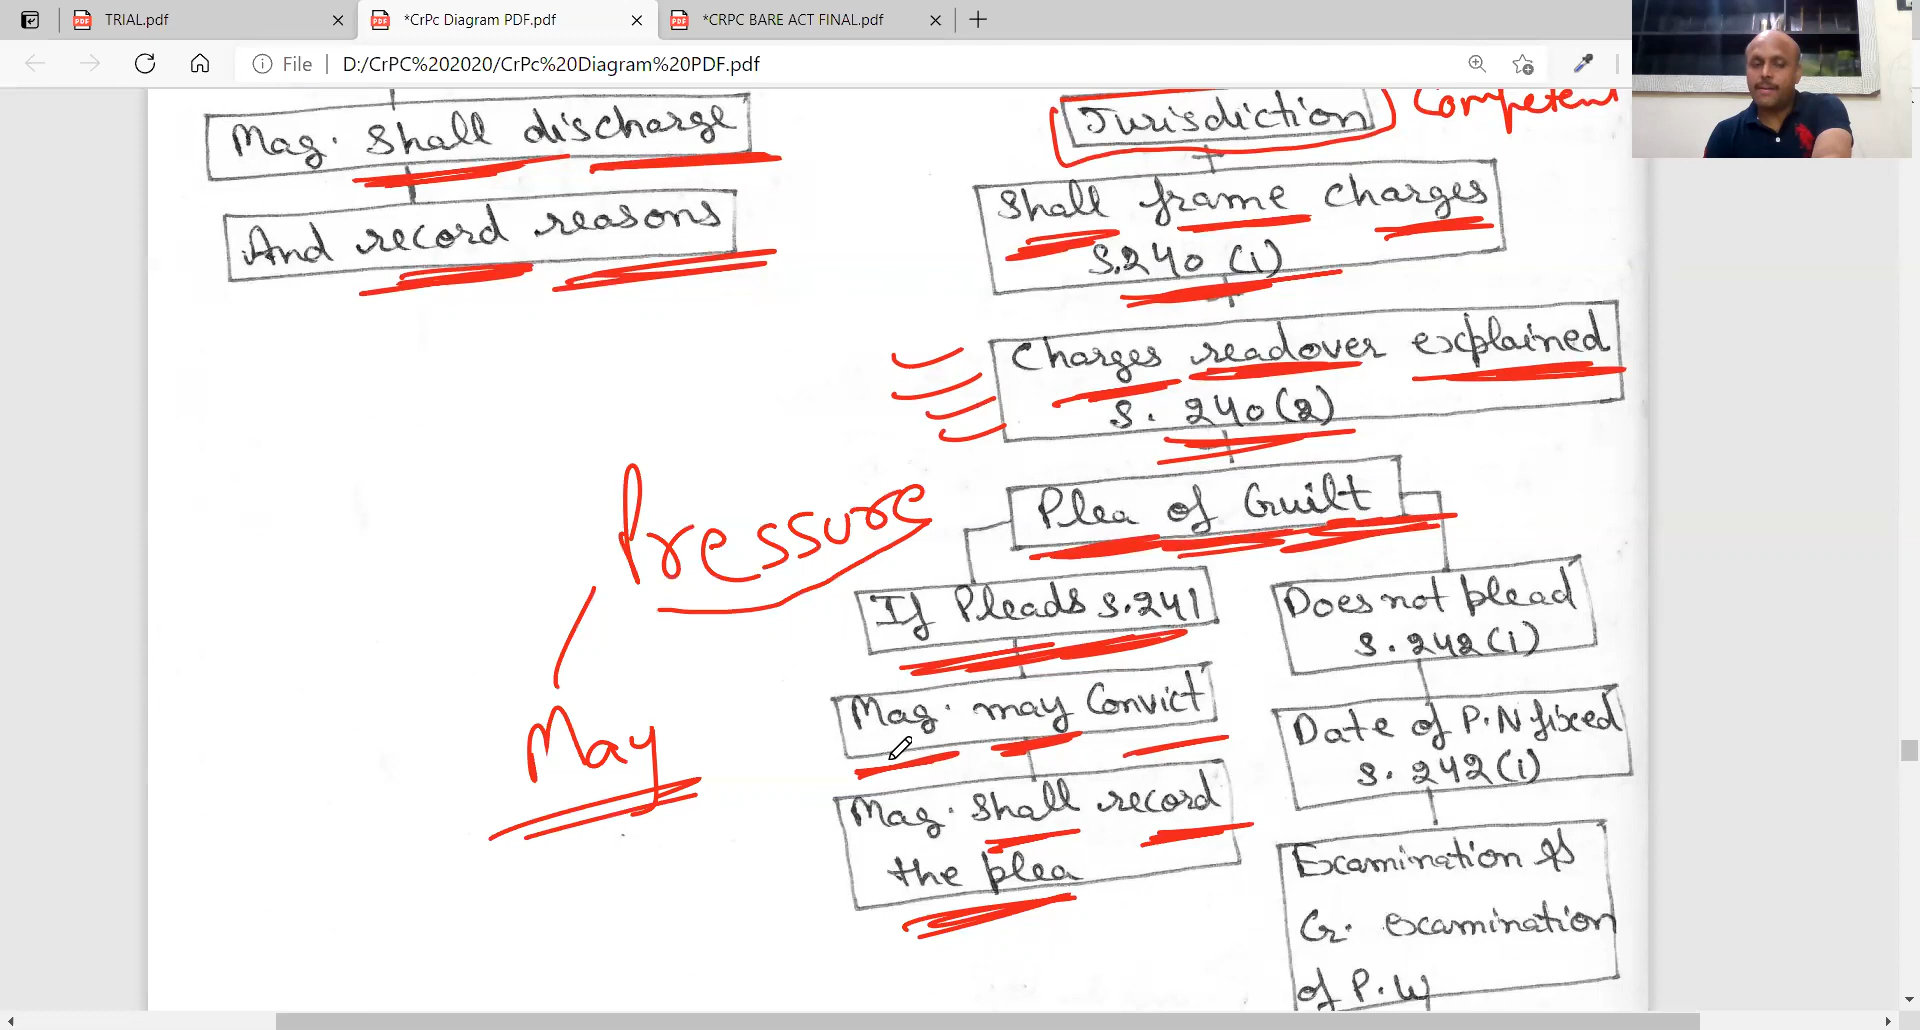 TRIAL.pdf
*CrPc Diagram PDF.pdf
*CRPC BARE ACT FINAL.pdf
File
D:/CrPC%202020/CrPc%20Diagram%20PDF.pdf
Mag. Shall discharge
And record reasons
Jurisdiction
Competent
Shall frame charges
S.240 (1)
Charges readover explained
S. 240(2)
Plea of Guilt
Pressure
May
If Pleads S.241
Mag. may Convict
Mag. Shall record
the plea
Does not plead
S. 242(1)
Date of P.N fixed
S. 242(1)
Examination &
Cr. examination
of P.W